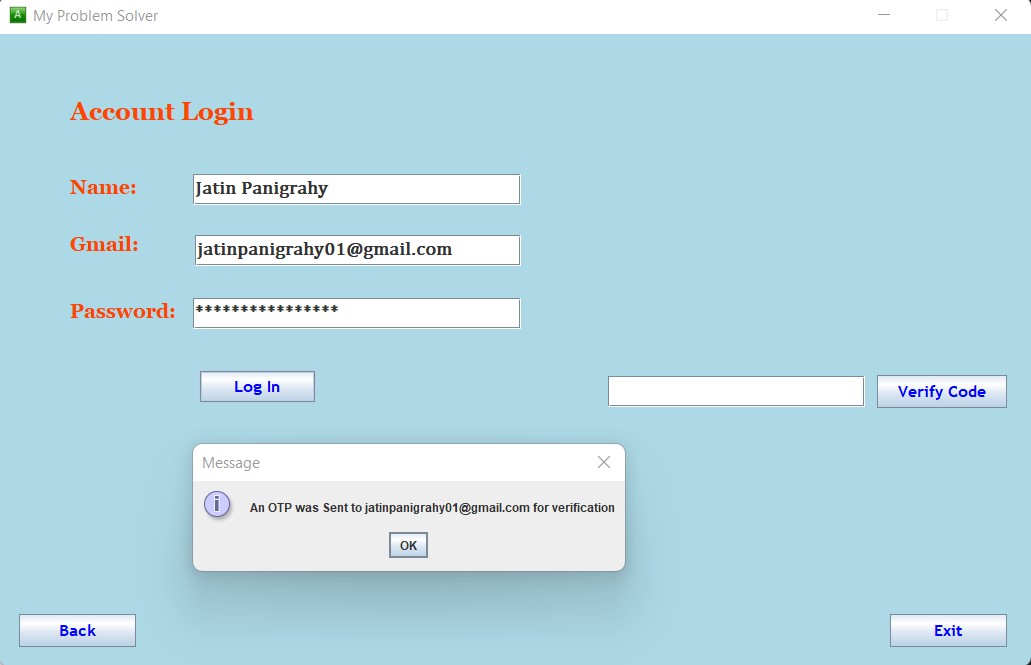 A My Problem Solver
Account Login
Name: Jatin Panigrahy
Gmail: jatinpanigrahy01@gmail.com
Password: ****************
Log In
Verify Code
Message
i An OTP was Sent to jatinpanigrahy01@gmail.com for verification
OK
Back
Exit